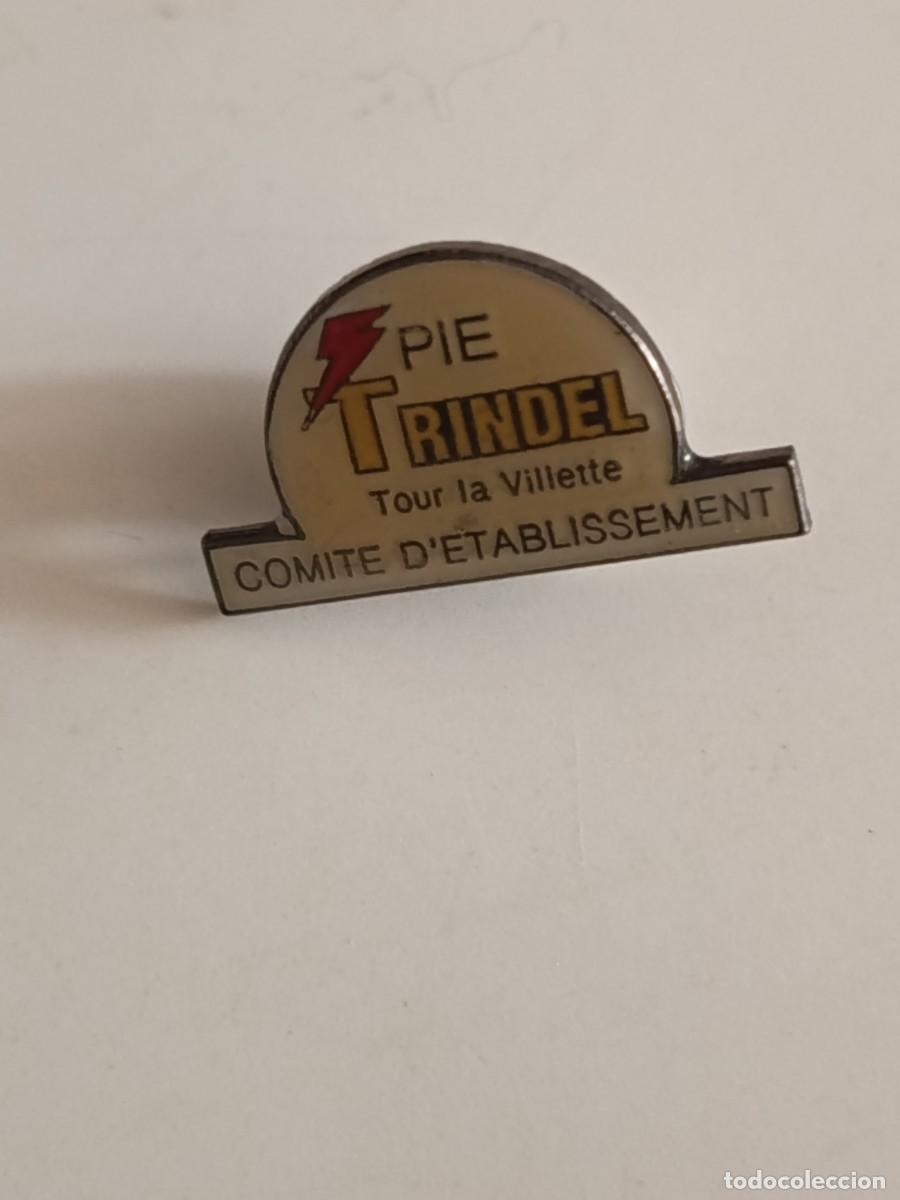 PIE
TRINDEL
Tour la Villette
COMITE D'ETABLISSEMENT
todocoleccion